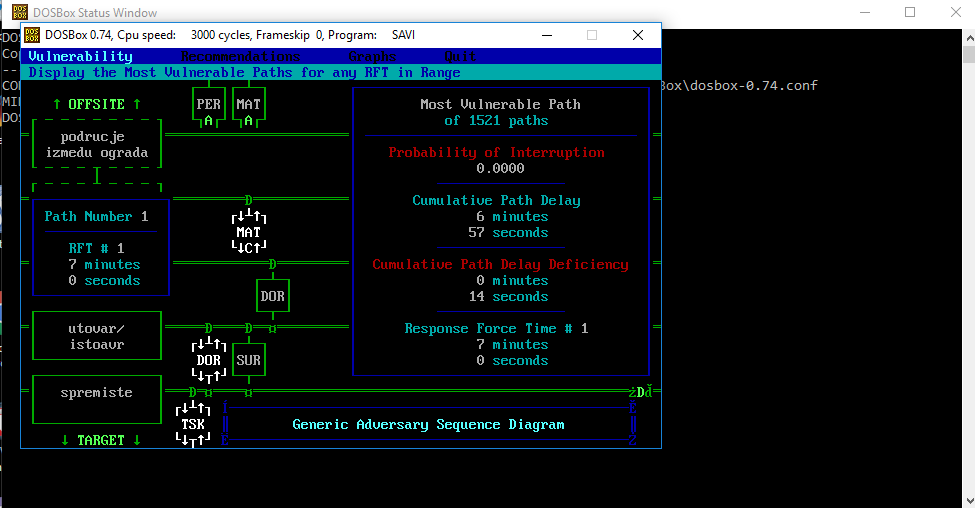 DOSBox Status Window
DOSBox 0.74, Cpu speed: 3000 cycles, Frameskip 0, Program: SAVI
Vulnerability Recommendations Graphs Quit
Display the Most Vulnerable Paths for any RFT in Range
Box\dosbox-0.74.conf
↑ OFFSITE ↑
PER MAT
A A
podrucje
izmedu ograda
Most Vulnerable Path
of 1521 paths
Probability of Interruption
0.0000
D
MAT
↓C↑
Path Number 1
RFT # 1
7 minutes
0 seconds
Cumulative Path Delay
6 minutes
57 seconds
D
DOR
Cumulative Path Delay Deficiency
0 minutes
14 seconds
utovar/
istoavr
D D ¤
DOR SUR
Response Force Time # 1
7 minutes
0 seconds
spremiste
D ¤ ¤
TSK
Generic Adversary Sequence Diagram
↓ TARGET ↓